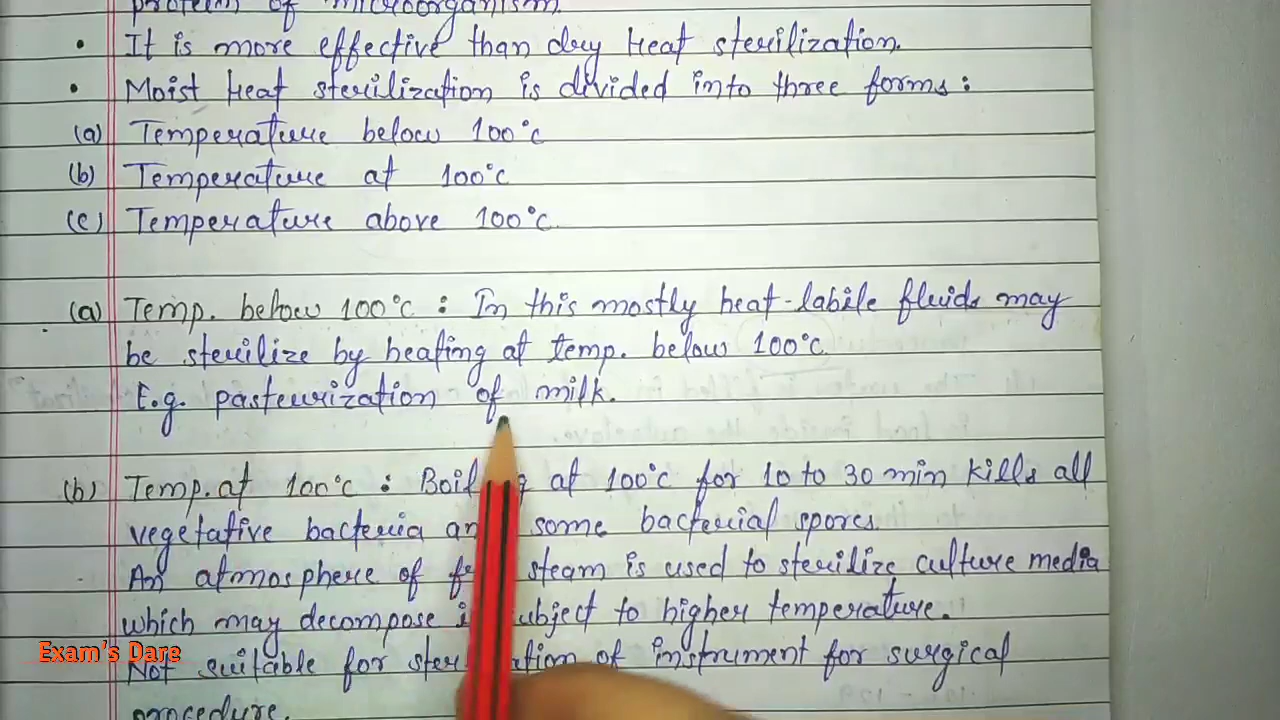 protein of microorganism
• It is more effective than dry heat sterilization.
• Moist heat sterilization is divided into three forms:
(a) Temperature below 100°c
(b) Temperature at 100°c
(c) Temperature above 100°c.
(a) Temp. below 100°c : In this mostly heat-labile fluids may
be sterilize by heating at temp. below 100°c.
E.g. pasteurization of milk.
(b) Temp. at 100°c : at 100°c for 10 to 30 min kills all
vegetative bacteria some bacterial spores.
An atmosphere of steam is used to sterilize culture media
which may decompose to higher temperature.
Not suitable for of instrument for surgical
procedure.
Exam's Dare